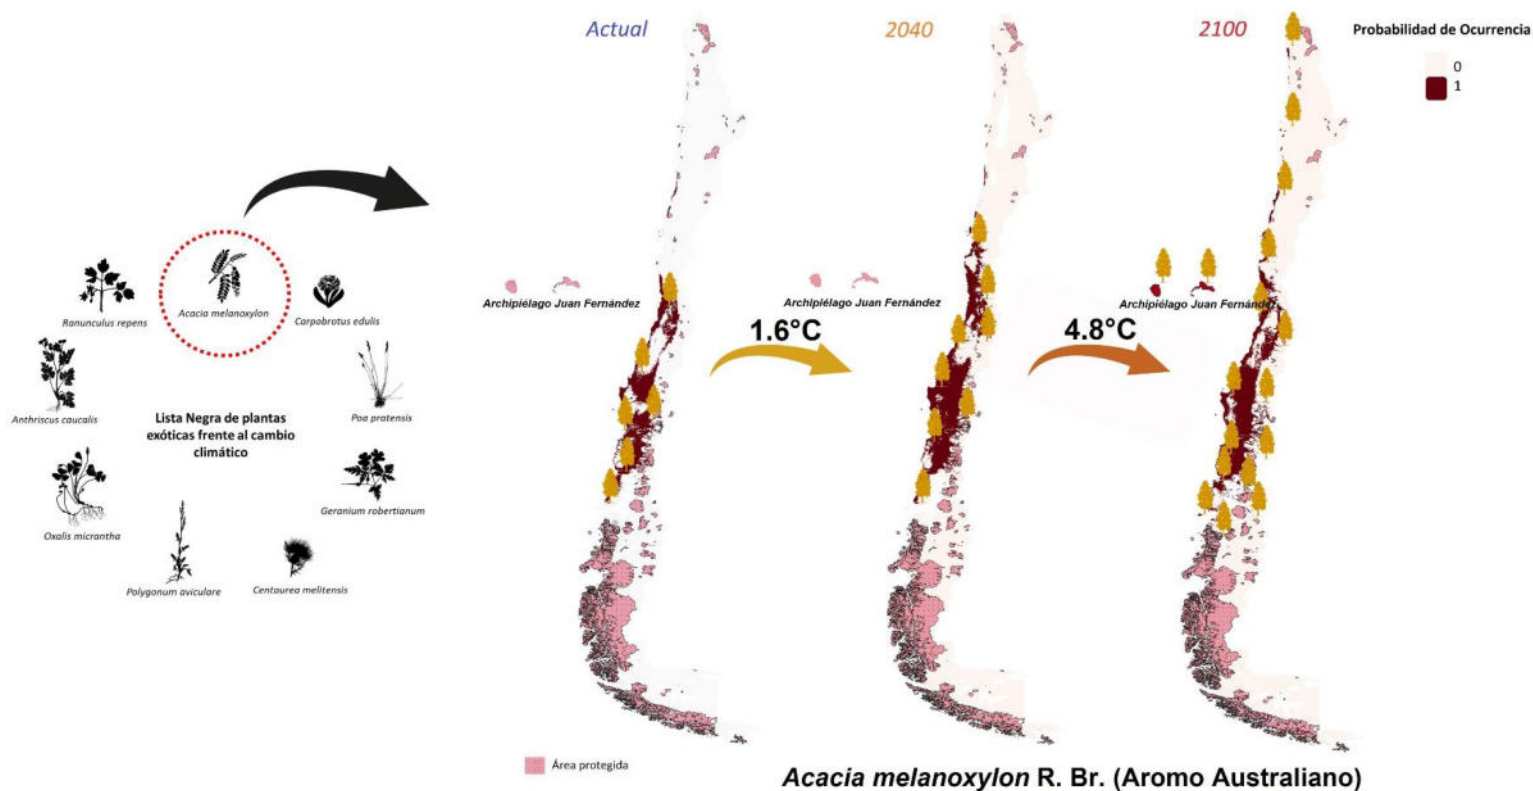 Actual
2040
2100
Probabilidad de Ocurrencia
0
1
Acacia melanoxylon
Ranunculus repens
Carpobrotus edulis
Anthriscus caucalis
Poa pratensis
Lista Negra de plantas
exóticas frente al cambio
climático
Oxalis micrantha
Geranium robertianum
Polygonum aviculare
Centaurea melitensis
Archipiélago Juan Fernández
1.6°C
Archipiélago Juan Fernández
4.8°C
Archipiélago Juan Fernández
Área protegida
Acacia melanoxylon R. Br. (Aromo Australiano)